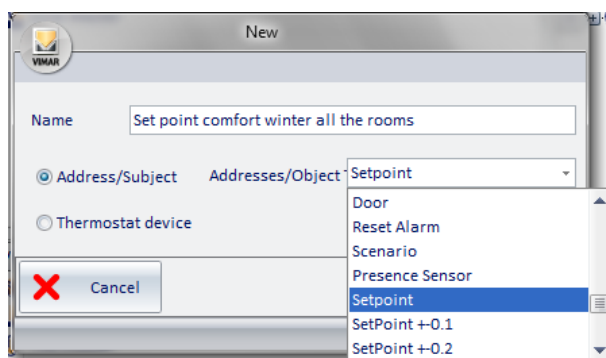 New
VIMAR
Name Set point comfort winter all the rooms
Address/Subject Addresses/Object Setpoint
Door
Thermostat device Reset Alarm
Scenario
Presence Sensor
Cancel Setpoint
SetPoint +-0.1
SetPoint +-0.2